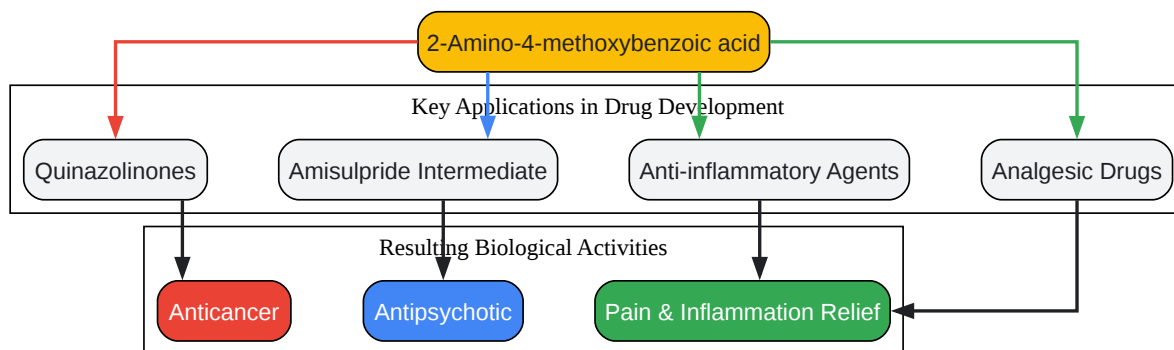 2-Amino-4-methoxybenzoic acid
Key Applications in Drug Development
Quinazolinones
Amisulpride Intermediate
Anti-inflammatory Agents
Analgesic Drugs
Resulting Biological Activities
Anticancer
Antipsychotic
Pain & Inflammation Relief